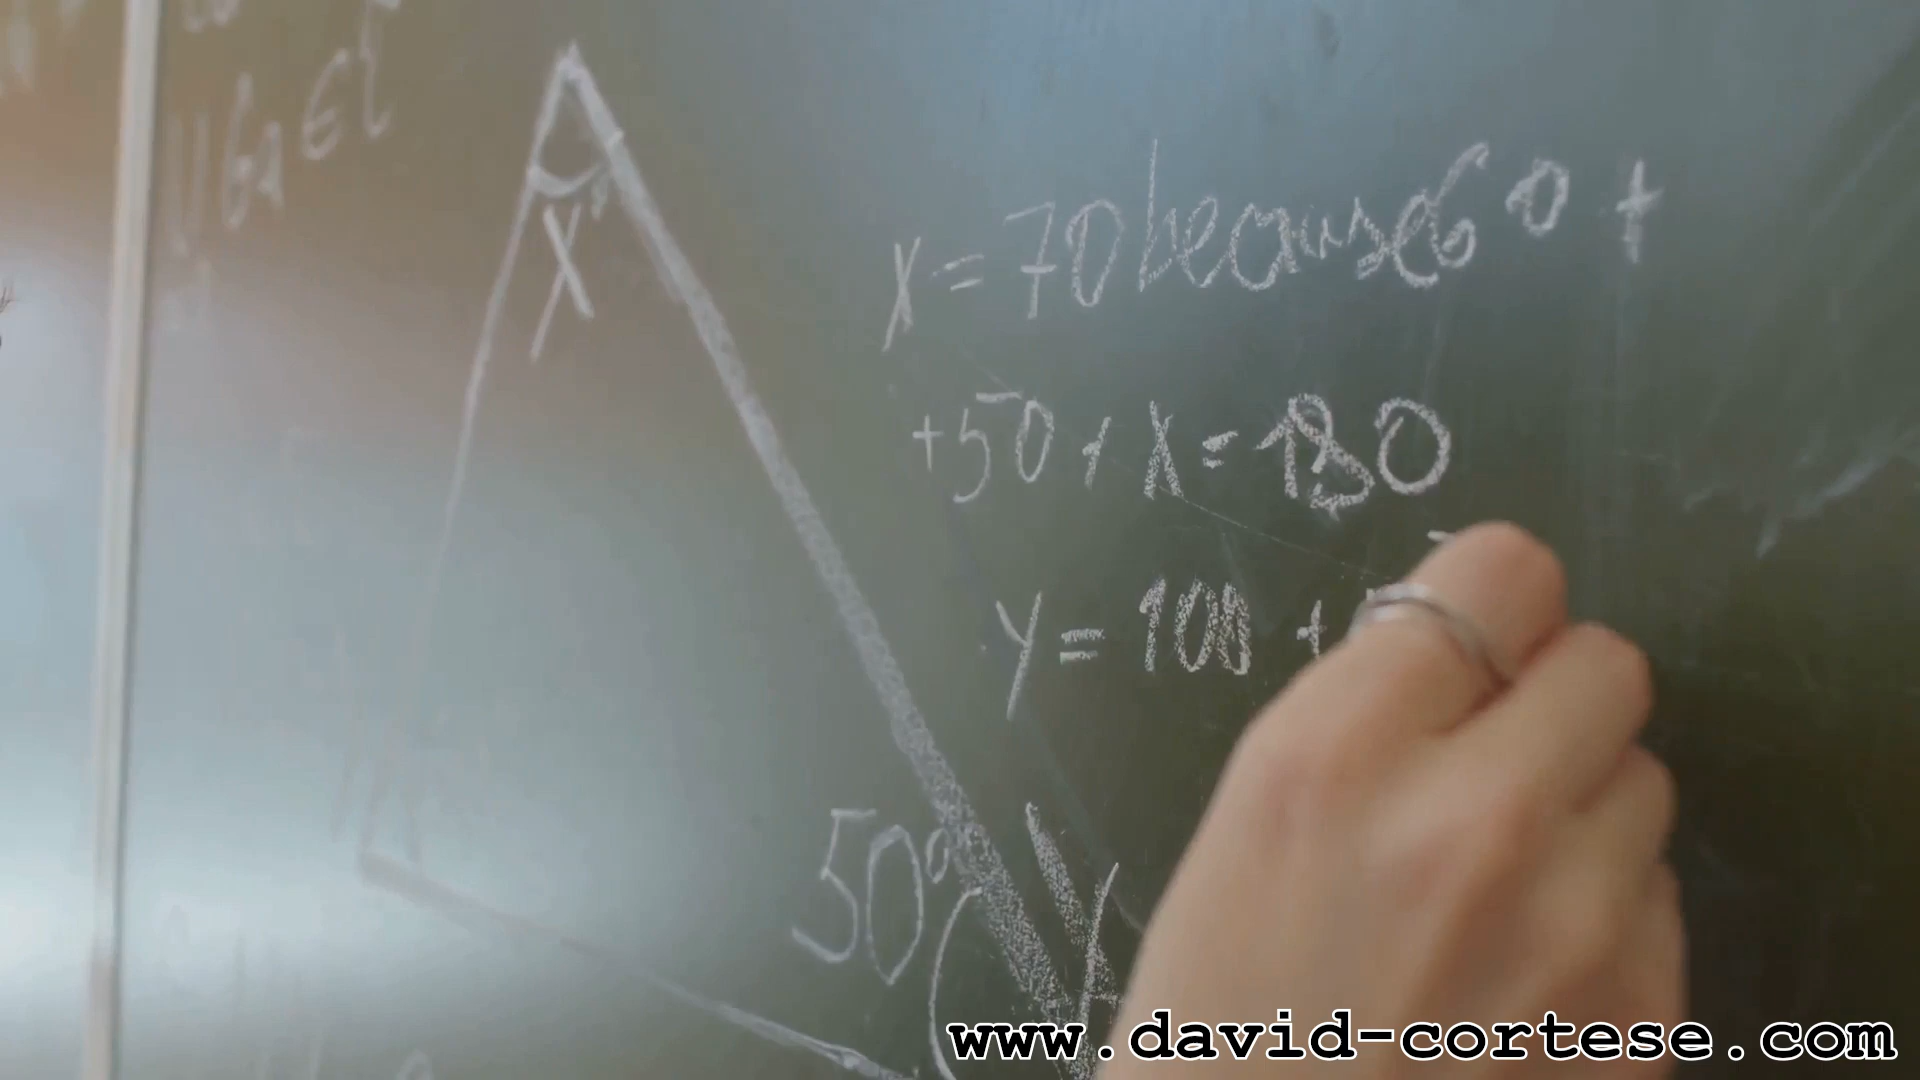 X
x = 70 because 60 +
+50 + x = 180
y = 100 +
50°
y
www.david-cortese.com